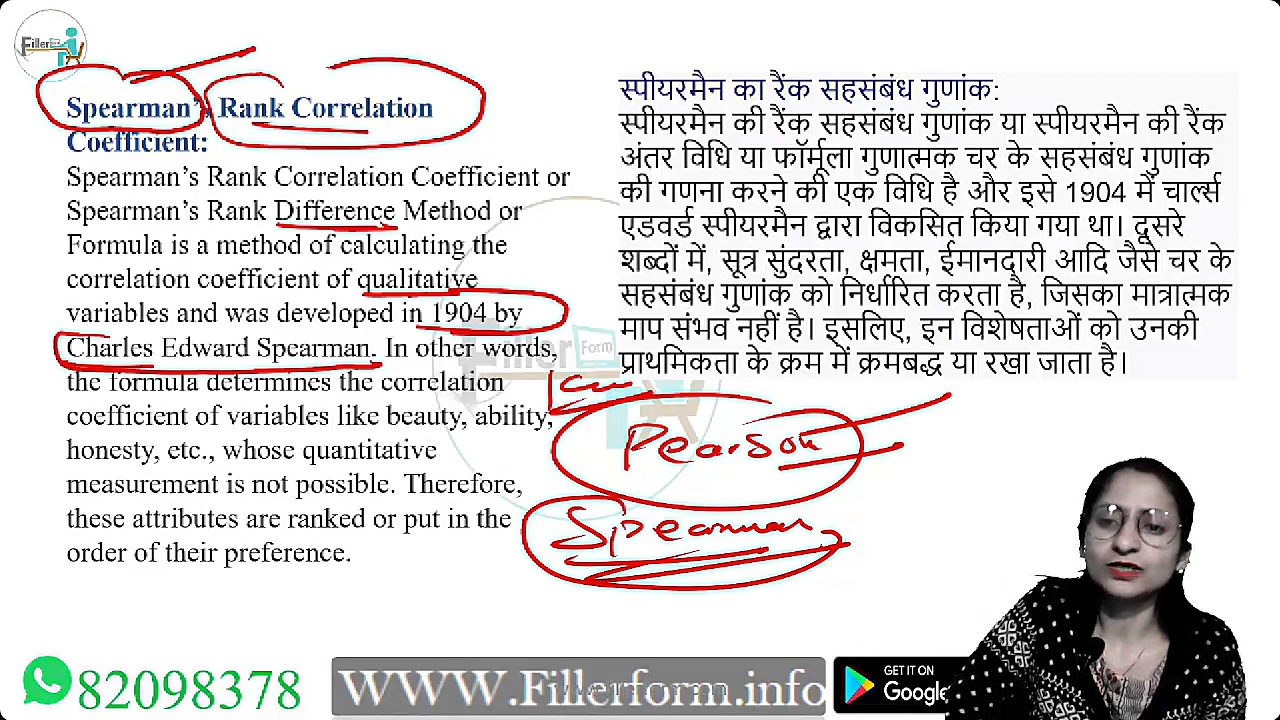 Filler Form
Spearman's Rank Correlation
Coefficient:
Spearman's Rank Correlation Coefficient or
Spearman's Rank Difference Method or
Formula is a method of calculating the
correlation coefficient of qualitative
variables and was developed in 1904 by
Charles Edward Spearman. In other words,
the formula determines the correlation
coefficient of variables like beauty, ability,
honesty, etc., whose quantitative
measurement is not possible. Therefore,
these attributes are ranked or put in the
order of their preference.
स्पीयरमैन का रैंक सहसंबंध गुणांक:
स्पीयरमैन की रैंक सहसंबंध गुणांक या स्पीयरमैन की रैंक
अंतर विधि या फॉर्मूला गुणात्मक चर के सहसंबंध गुणांक
की गणना करने की एक विधि है और इसे 1904 में चार्ल्स
एडवर्ड स्पीयरमैन द्वारा विकसित किया गया था। दूसरे
शब्दों में, सूत्र सुंदरता, क्षमता, ईमानदारी आदि जैसे चर के
सहसंबंध गुणांक को निर्धारित करता है, जिसका मात्रात्मक
माप संभव नहीं है। इसलिए, इन विशेषताओं को उनकी
प्राथमिकता के क्रम में क्रमबद्ध या रखा जाता है।
Filler Form
Pearson
Spearman
82098378
WWW.Fillerform.info
GET IT ON
Google